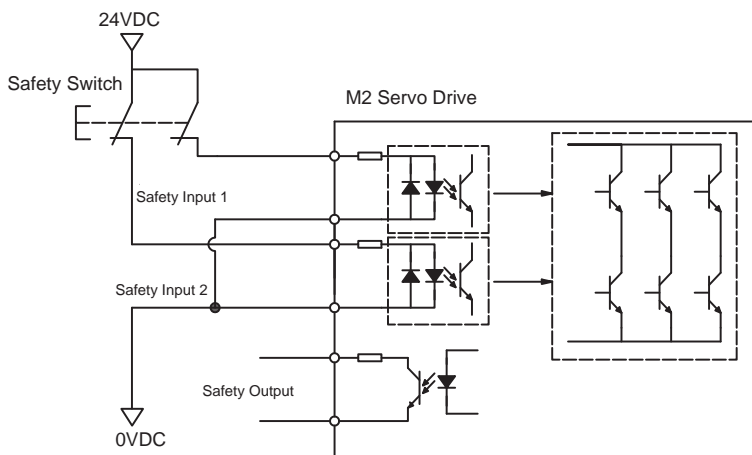 24VDC
Safety Switch
M2 Servo Drive
Safety Input 1
Safety Input 2
Safety Output
0VDC